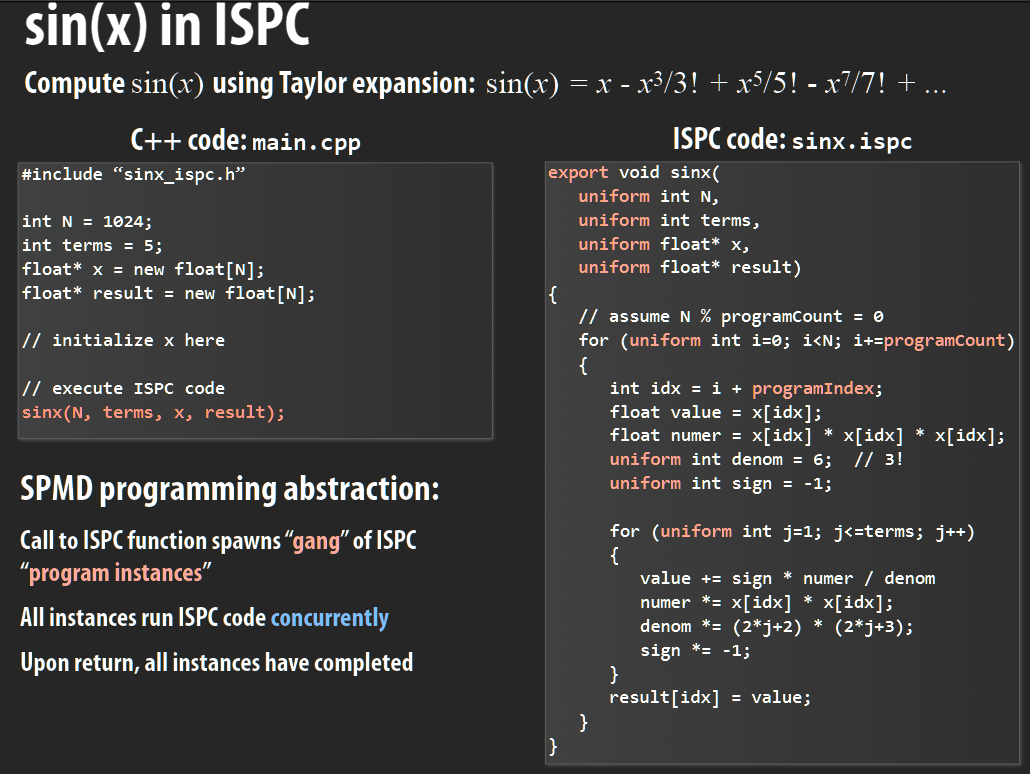 sin(x) in ISPC
Compute sin(x) using Taylor expansion: sin(x) = x - x³/3! + x⁵/5! - x⁷/7! + ...
C++ code: main.cpp
#include “sinx_ispc.h”
int N = 1024;
int terms = 5;
float* x = new float[N];
float* result = new float[N];
// initialize x here
// execute ISPC code
sinx(N, terms, x, result);
SPMD programming abstraction:
Call to ISPC function spawns “gang” of ISPC
“program instances”
All instances run ISPC code concurrently
Upon return, all instances have completed
ISPC code: sinx.ispc
export void sinx(
   uniform int N,
   uniform int terms,
   uniform float* x,
   uniform float* result)
{
   // assume N % programCount = 0
   for (uniform int i=0; i<N; i+=programCount)
   {
      int idx = i + programIndex;
      float value = x[idx];
      float numer = x[idx] * x[idx] * x[idx];
      uniform int denom = 6;  // 3!
      uniform int sign = -1;
      for (uniform int j=1; j<=terms; j++)
      {
         value += sign * numer / denom
         numer *= x[idx] * x[idx];
         denom *= (2*j+2) * (2*j+3);
         sign *= -1;
      }
      result[idx] = value;
   }
}